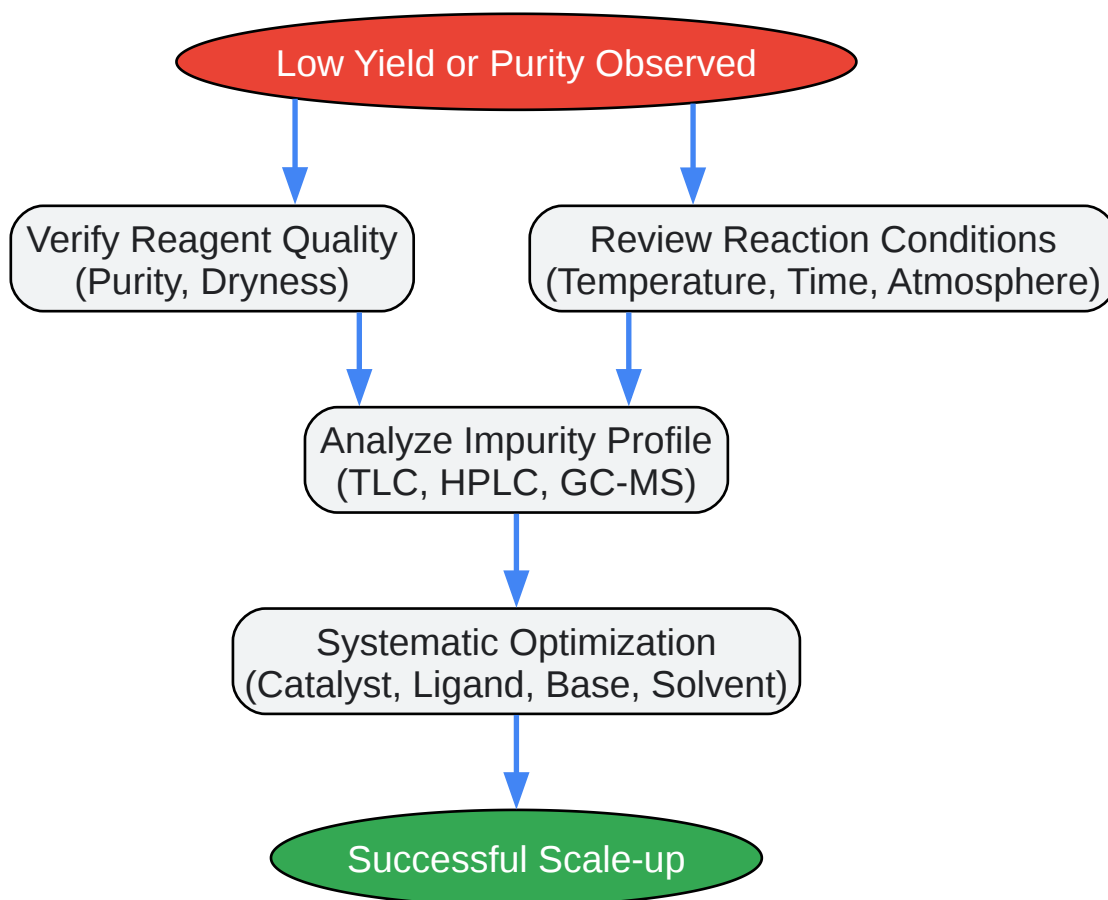 Low Yield or Purity Observed
Verify Reagent Quality
(Purity, Dryness)
Review Reaction Conditions
(Temperature, Time, Atmosphere)
Analyze Impurity Profile
(TLC, HPLC, GC-MS)
Systematic Optimization
(Catalyst, Ligand, Base, Solvent)
Successful Scale-up